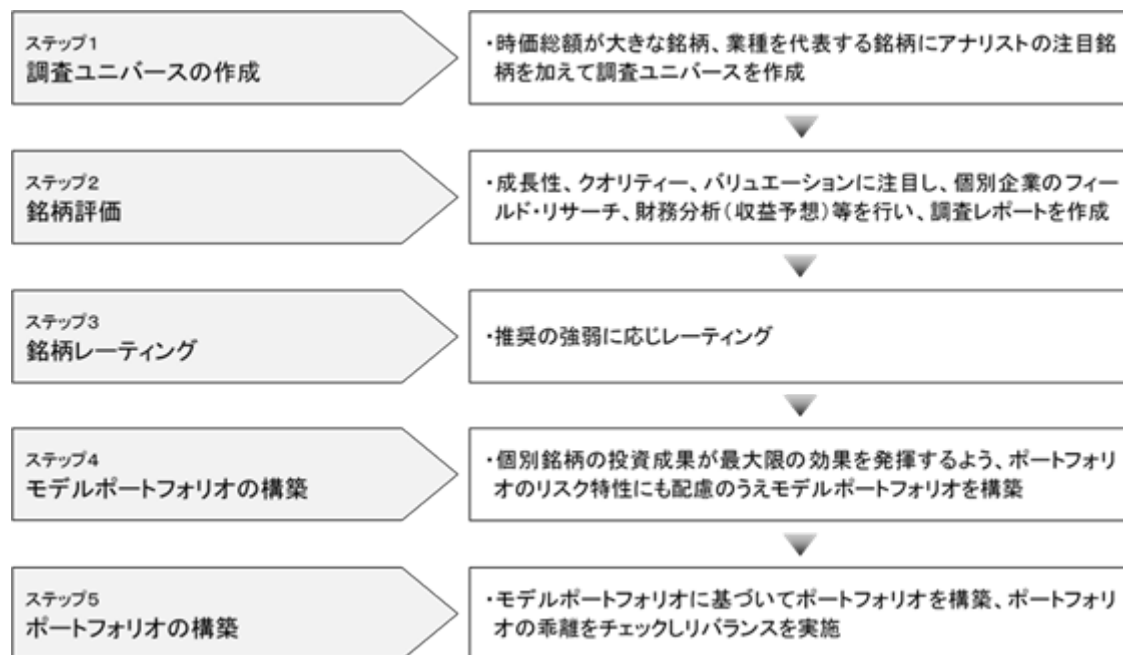 ステップ1
調査ユニバースの作成
・時価総額が大きな銘柄、業種を代表する銘柄にアナリストの注目銘
柄を加えて調査ユニバースを作成
ステップ2
銘柄評価
・成長性、クオリティー、バリュエーションに注目し、個別企業のフィー
ルド・リサーチ、財務分析(収益予想)等を行い、調査レポートを作成
ステップ3
銘柄レーティング
・推奨の強弱に応じレーティング
ステップ4
モデルポートフォリオの構築
・個別銘柄の投資成果が最大限の効果を発揮するよう、ポートフォリ
オのリスク特性にも配慮のうえモデルポートフォリオを構築
ステップ5
ポートフォリオの構築
・モデルポートフォリオに基づいてポートフォリオを構築、ポートフォリ
オの乖離をチェックしリバランスを実施